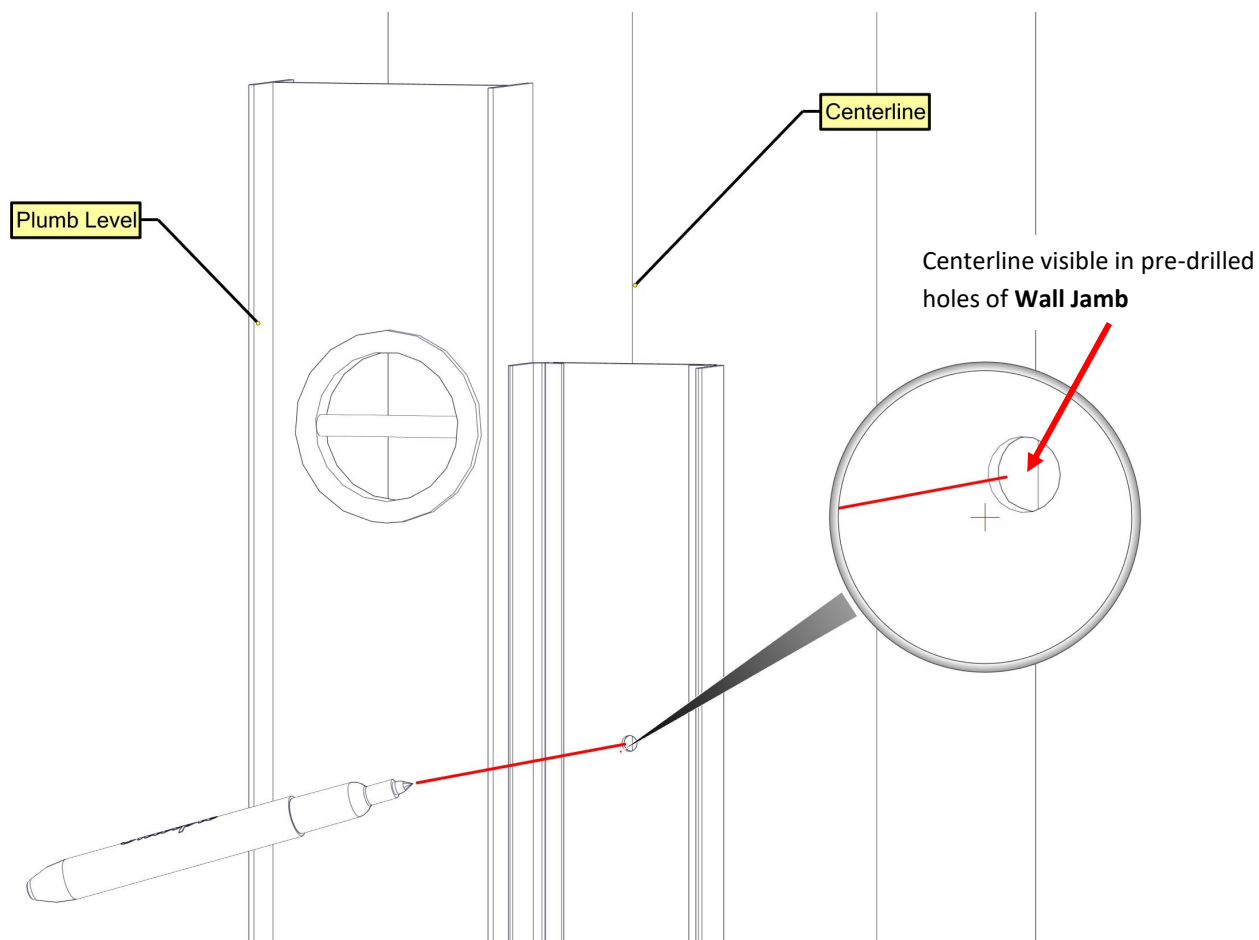 Centerline
Plumb Level
Centerline visible in pre-drilled
holes of Wall Jamb